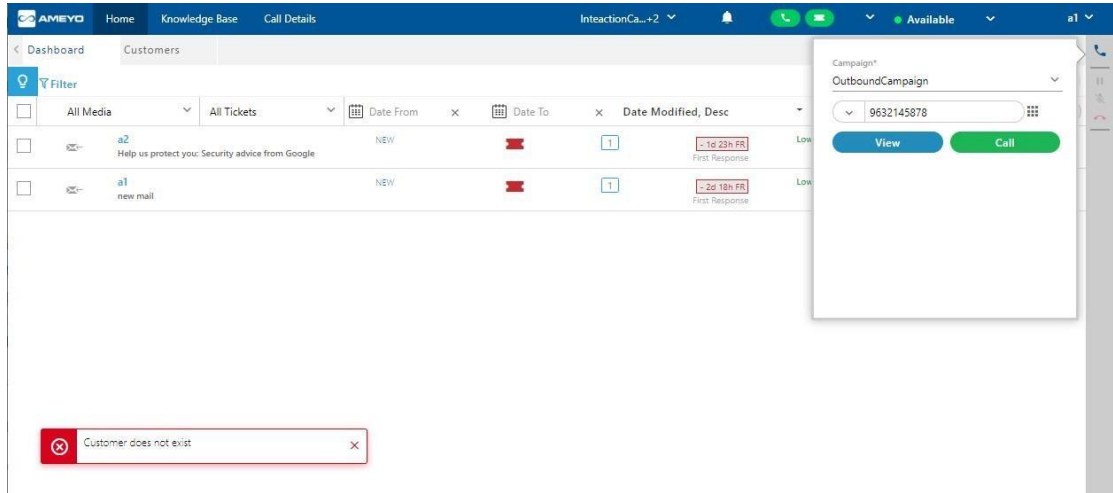 AMEYO Home Knowledge Base Call Details InteactionCa...+2 Available a1
Dashboard Customers
Filter
All Media All Tickets Date From × Date To × Date Modified, Desc
a2 NEW 1 - 1d 23h FR Low
Help us protect you: Security advice from Google First Response
a1 NEW 1 - 2d 18h FR Low
new mail First Response
Campaign*
OutboundCampaign
9632145878
View Call
Customer does not exist ×